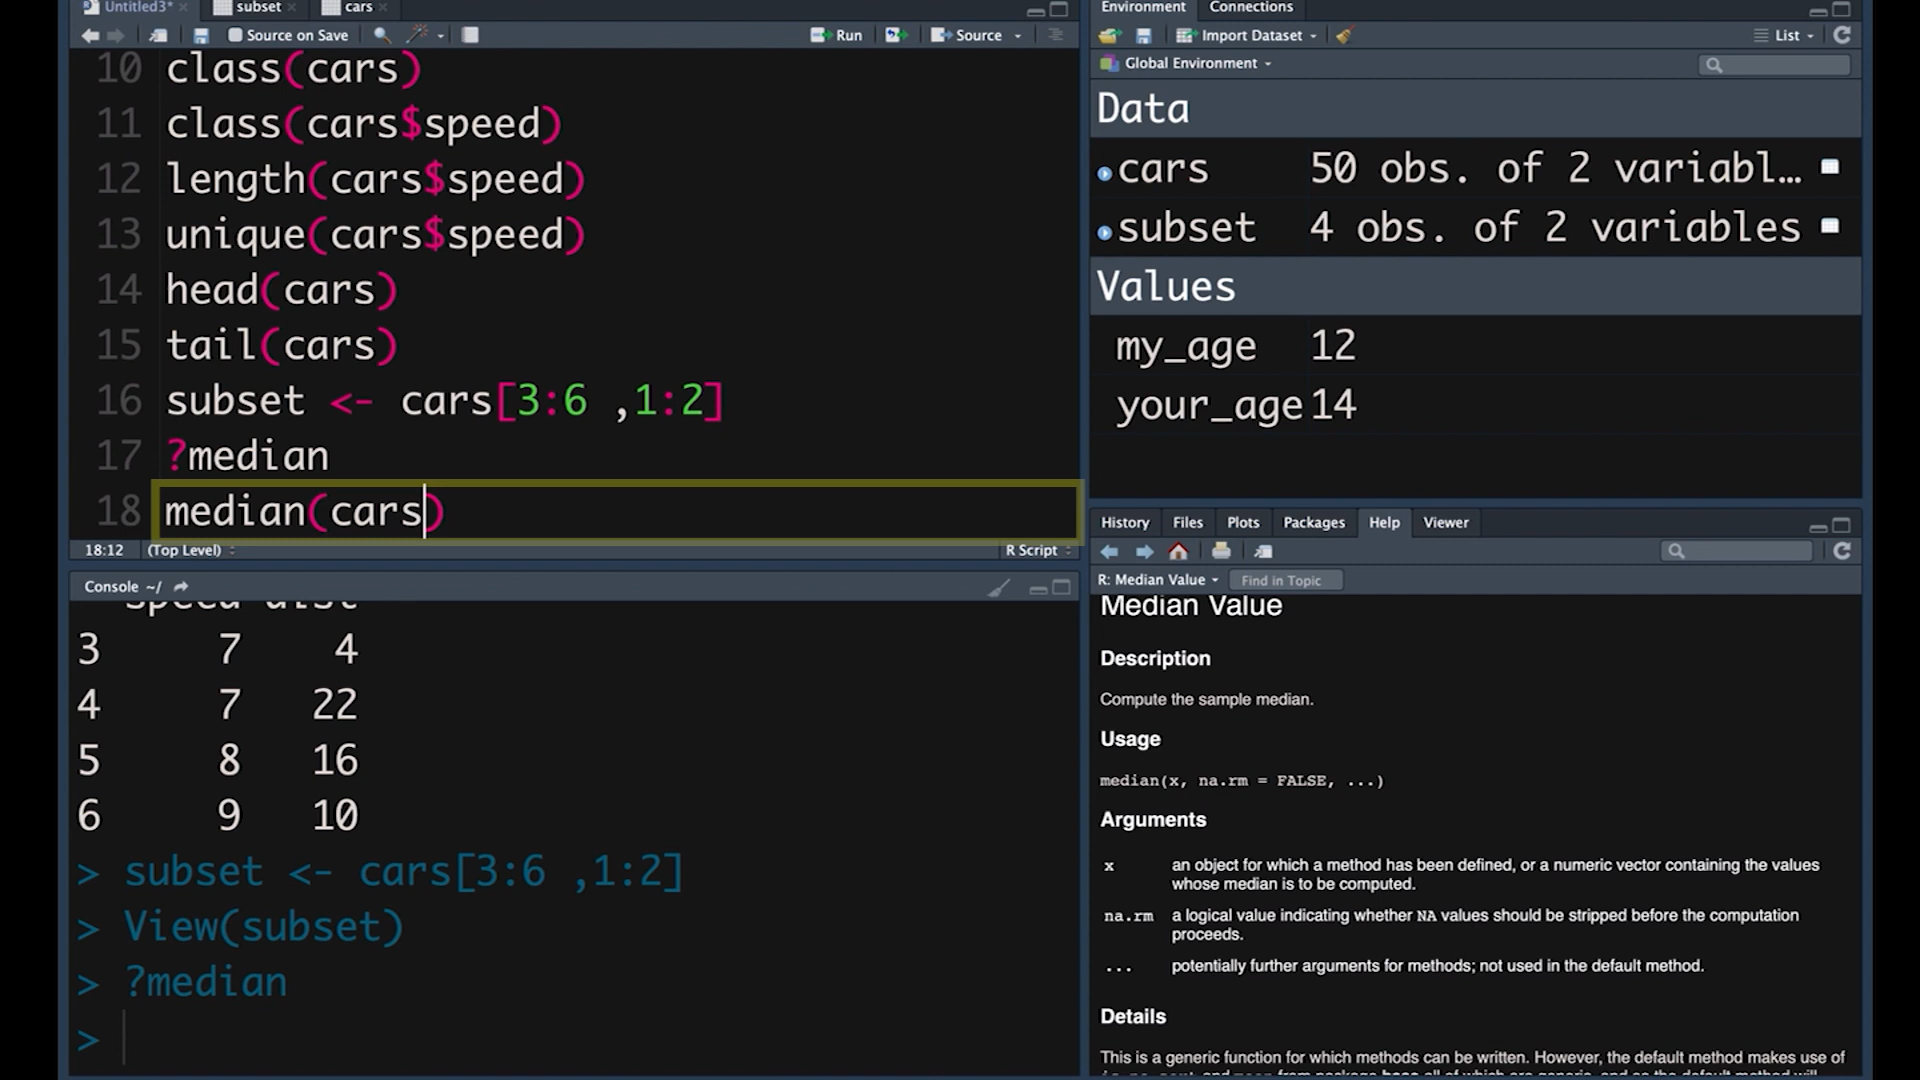 Untitled3* subset cars
Source on Save Run Source
10 class(cars)
11 class(cars$speed)
12 length(cars$speed)
13 unique(cars$speed)
14 head(cars)
15 tail(cars)
16 subset <- cars[3:6 ,1:2]
17 ?median
18 median(cars)
18:12 (Top Level) R Script
Console ~/
speed dist
3 7 4
4 7 22
5 8 16
6 9 10
> subset <- cars[3:6 ,1:2]
> View(subset)
> ?median
>
Environment Connections
Import Dataset List
Global Environment
Data
cars 50 obs. of 2 variabl…
subset 4 obs. of 2 variables
Values
my_age 12
your_age 14
History Files Plots Packages Help Viewer
R: Median Value Find in Topic
Median Value
Description
Compute the sample median.
Usage
median(x, na.rm = FALSE, ...)
Arguments
x an object for which a method has been defined, or a numeric vector containing the values
whose median is to be computed.
na.rm a logical value indicating whether NA values should be stripped before the computation
proceeds.
... potentially further arguments for methods; not used in the default method.
Details
This is a generic function for which methods can be written. However, the default method makes use of